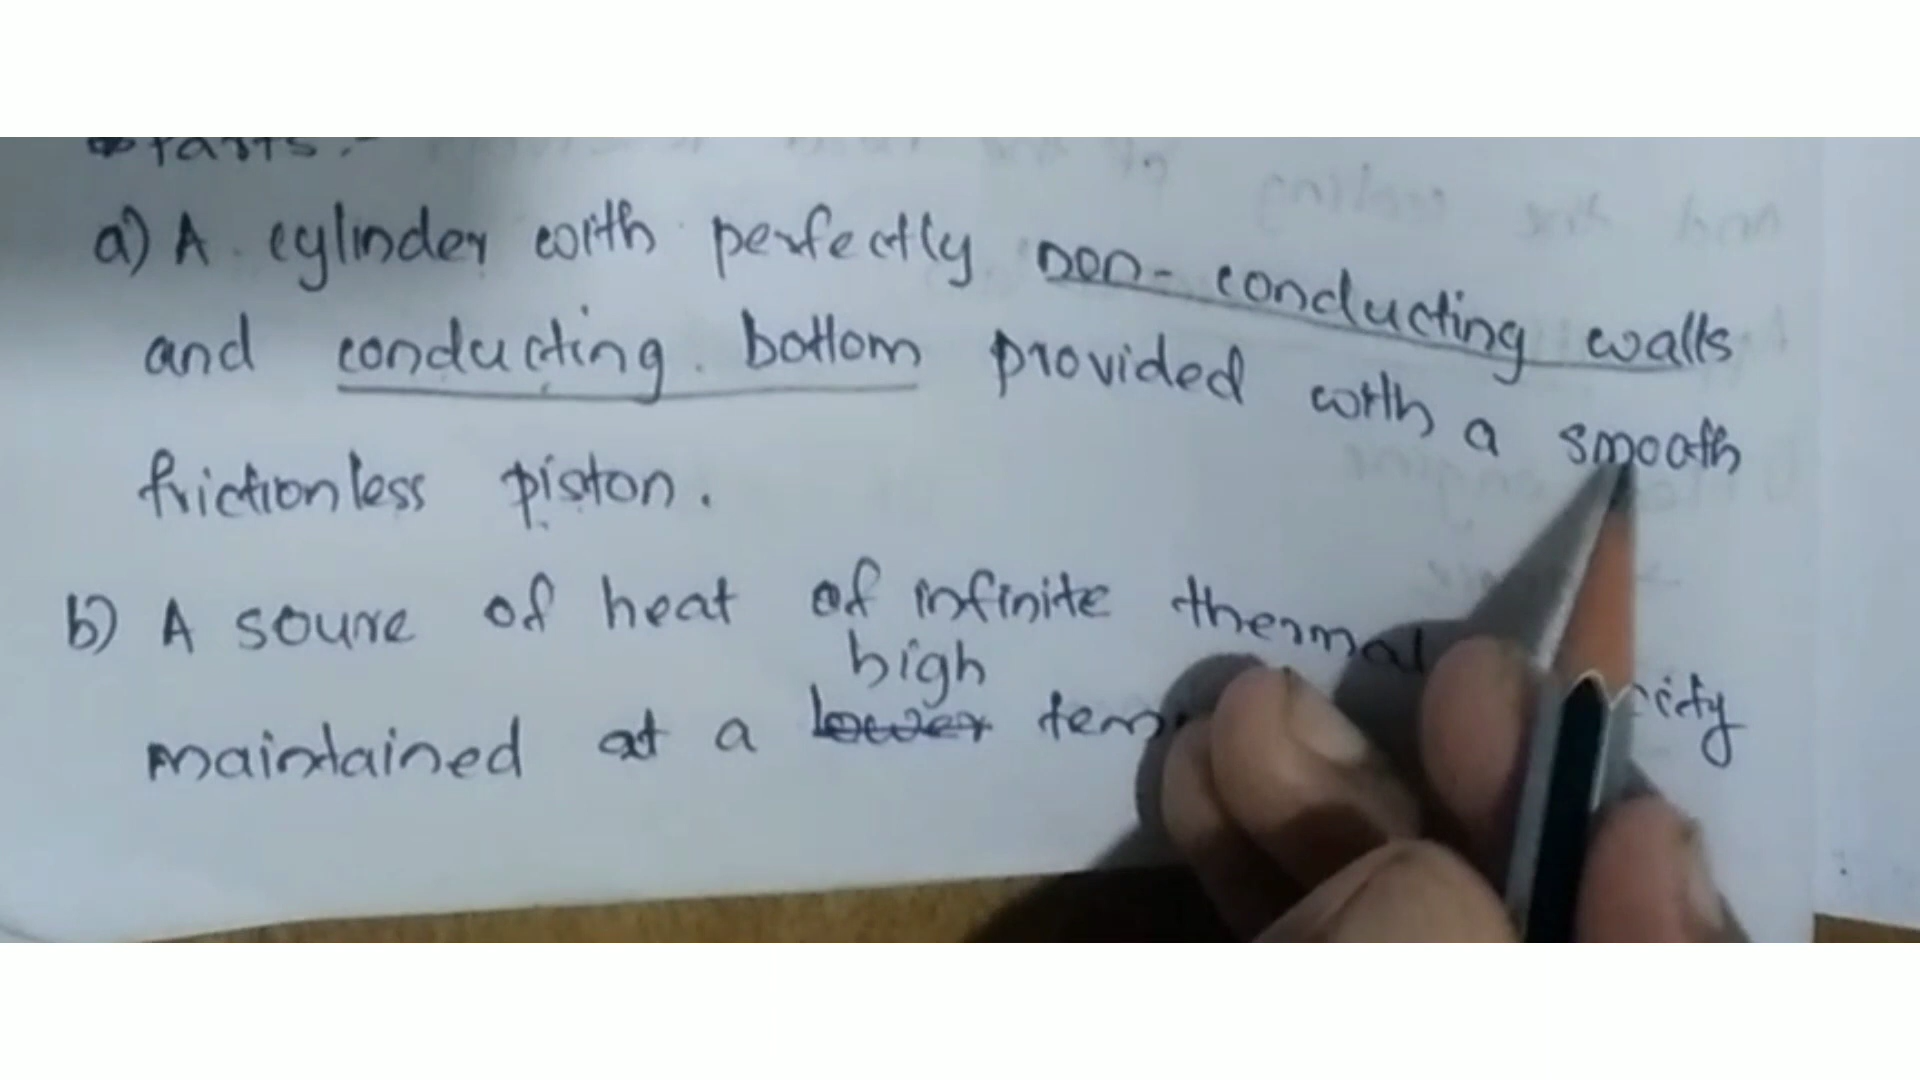 parts:-
a) A cylinder with perfectly non-conducting walls
and conducting bottom provided with a smooth
frictionless piston.
b) A soure of heat of infinite thermal
high
maintained at a lower